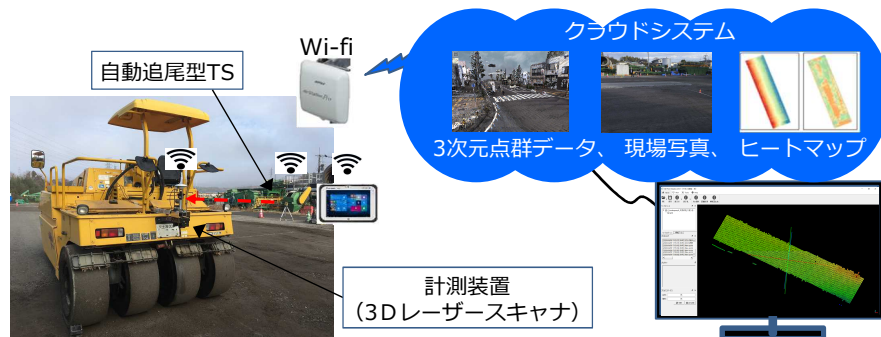 クラウドシステム
Wi-fi
自動追尾型TS
3次元点群データ、 現場写真、 ヒートマップ
計測装置
（3Ｄレーザースキャナ）